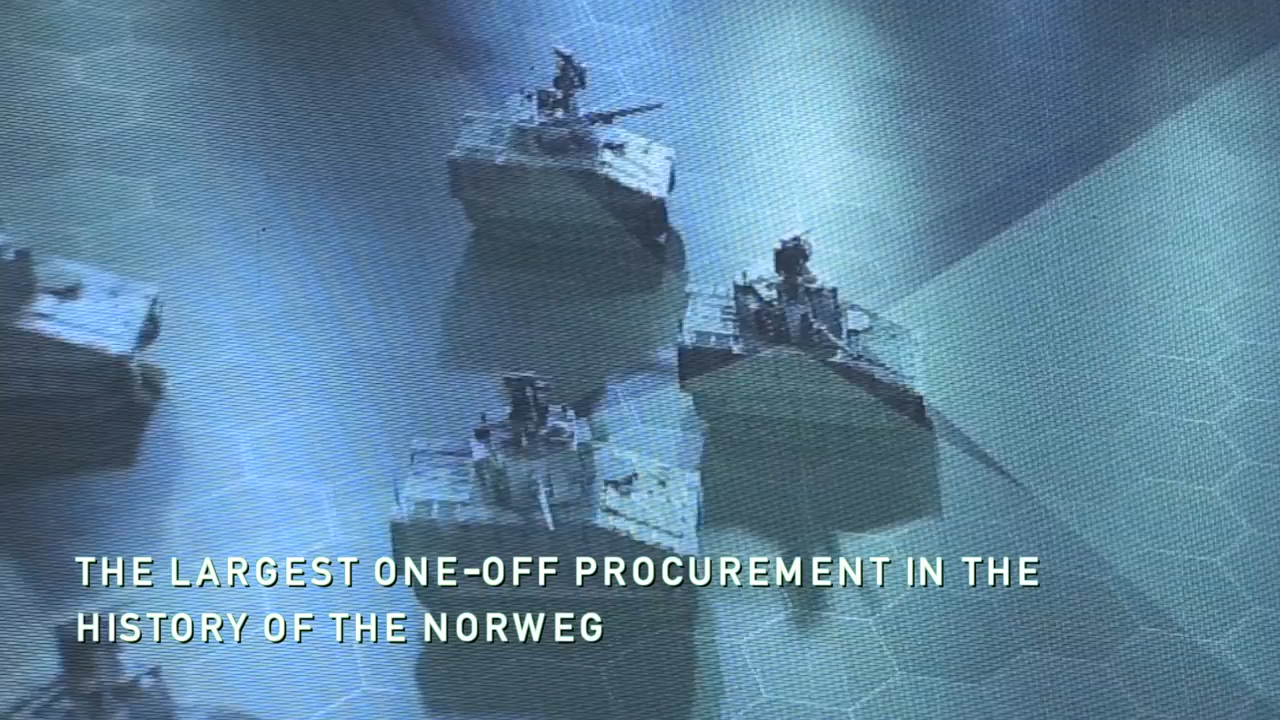 THE LARGEST ONE-OFF PROCUREMENT IN THE
HISTORY OF THE NORWEG